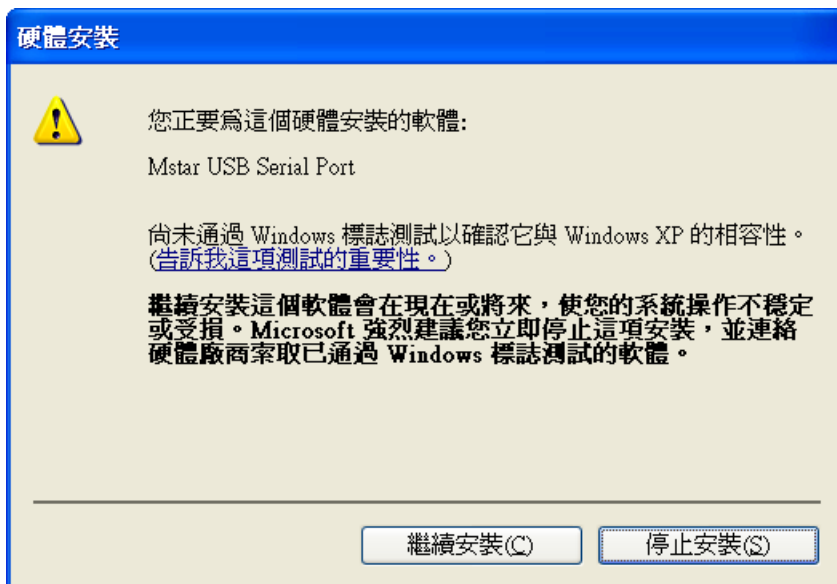 硬體安裝
您正要為這個硬體安裝的軟體:
Mstar USB Serial Port
尚未通過 Windows 標誌測試以確認它與 Windows XP 的相容性。
(告訴我這項測試的重要性。)
繼續安裝這個軟體會在現在或將來，使您的系統操作不穩定
或受損。Microsoft 強烈建議您立即停止這項安裝，並連絡
硬體廠商索取已通過 Windows 標誌測試的軟體。
繼續安裝(C)
停止安裝(S)